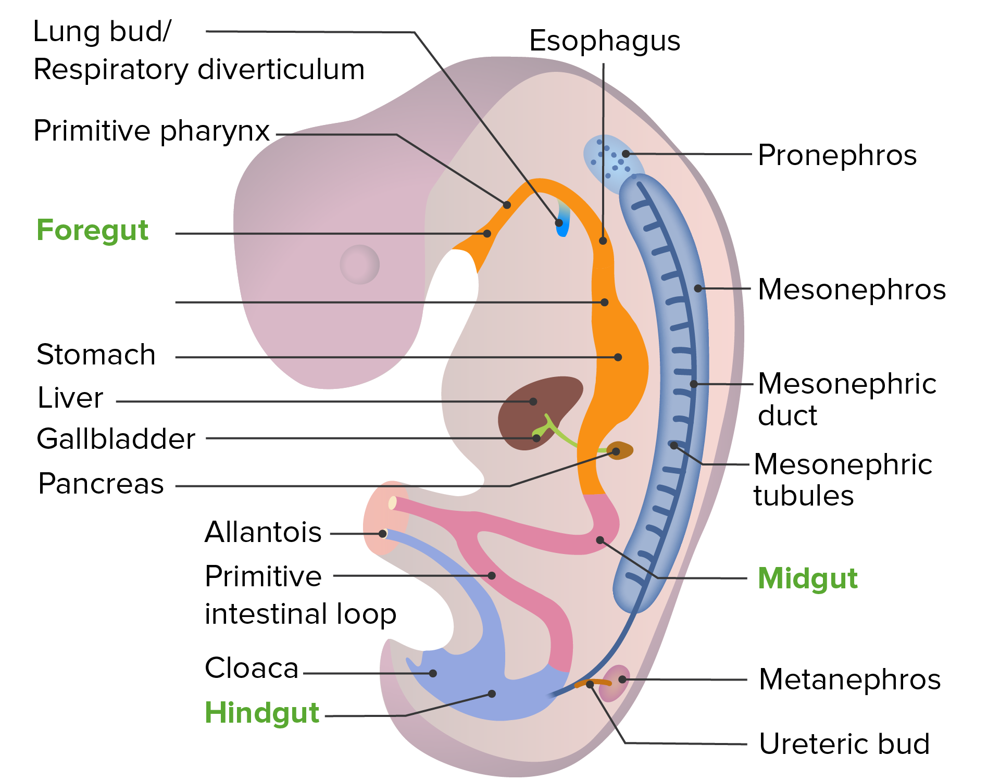 Lung bud/
Respiratory diverticulum
Esophagus
Primitive pharynx
Pronephros
Foregut
Mesonephros
Stomach
Mesonephric
duct
Liver
Gallbladder
Mesonephric
tubules
Pancreas
Allantois
Primitive
intestinal loop
Midgut
Cloaca
Metanephros
Hindgut
Ureteric bud